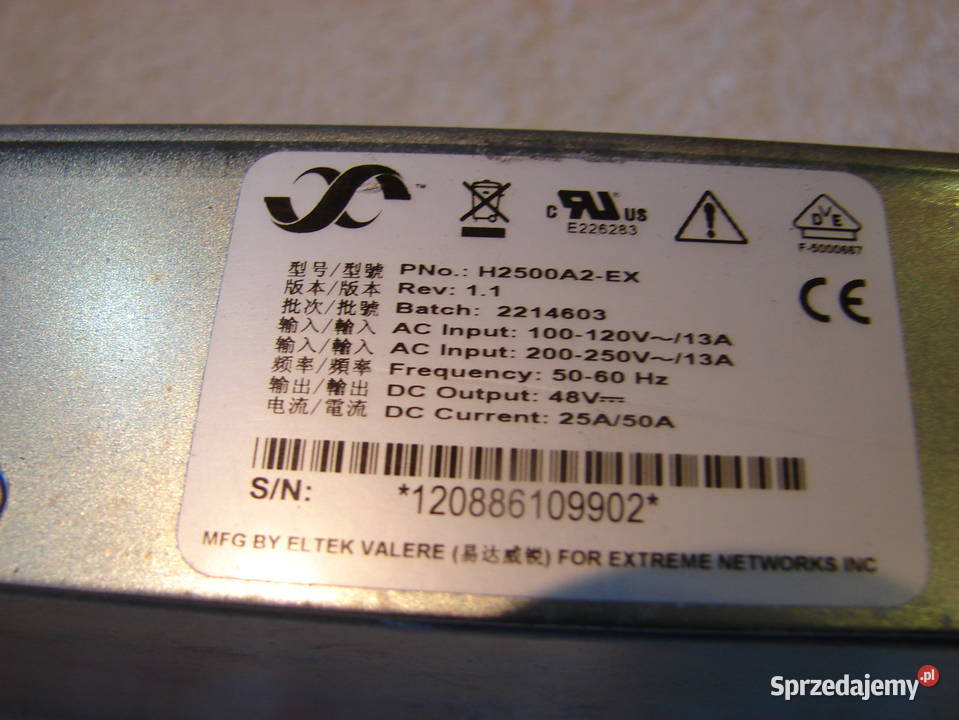 ™
c RU US
E226283
DVE
F-5000667
CE
型号/型號 PNo.: H2500A2-EX
版本/版本 Rev: 1.1
批次/批號 Batch: 2214603
输入/輸入 AC Input: 100-120V~/13A
输入/輸入 AC Input: 200-250V~/13A
频率/頻率 Frequency: 50-60 Hz
输出/輸出 DC Output: 48V⎓
电流/電流 DC Current: 25A/50A
S/N: *120886109902*
MFG BY ELTEK VALERE (易达威锐) FOR EXTREME NETWORKS INC
Sprzedajemy.pl